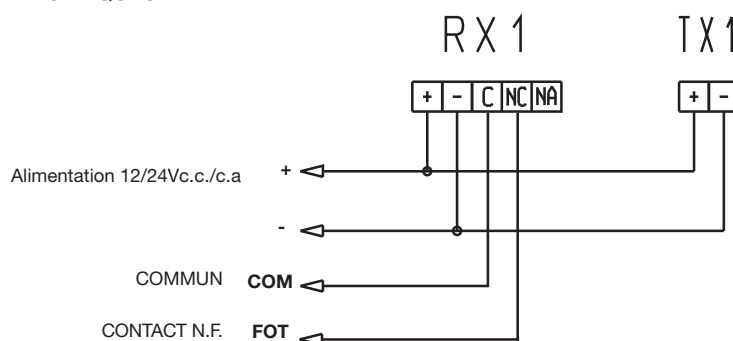 RX1 TX1
+ - C NC NA + -
Alimentation 12/24Vc.c./c.a +
-
COMMUN COM
CONTACT N.F. FOT